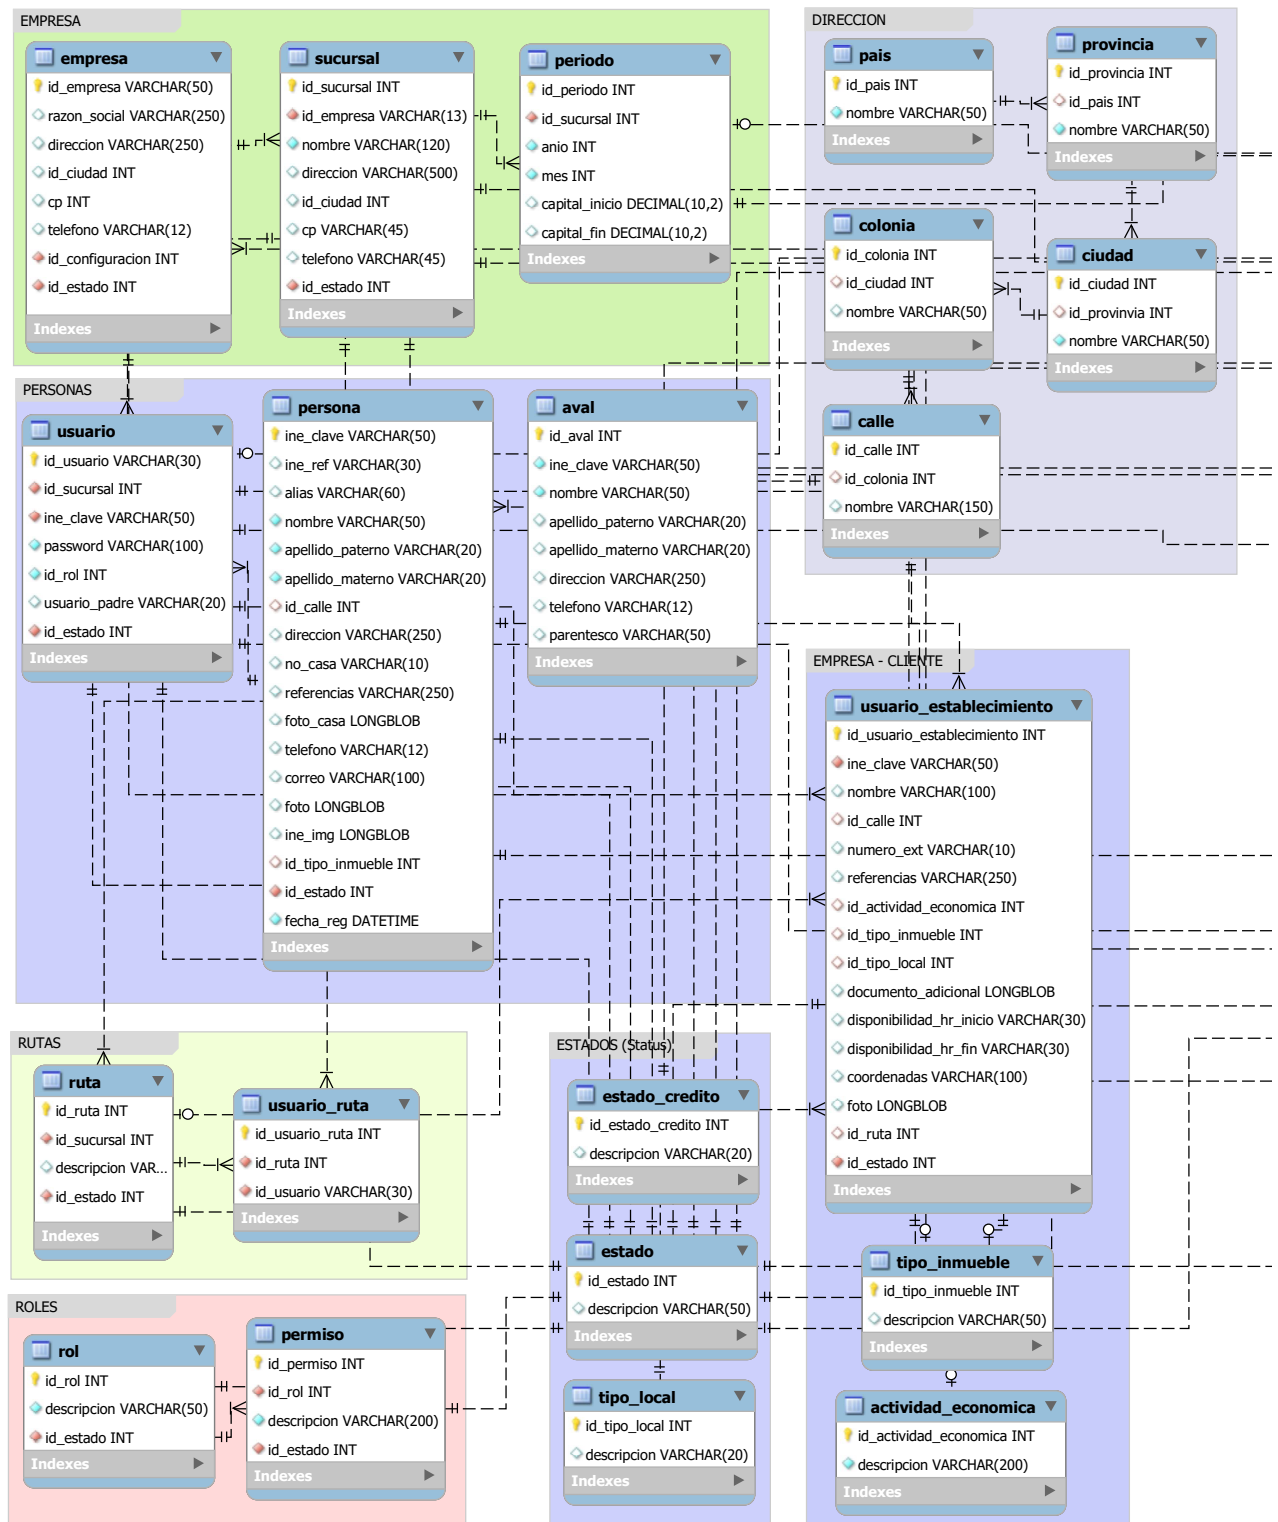 EMPRESA
empresa
id_empresa VARCHAR(50)
razon_social VARCHAR(250)
direccion VARCHAR(250)
id_ciudad INT
cp INT
telefono VARCHAR(12)
id_configuracion INT
id_estado INT
Indexes
sucursal
id_sucursal INT
id_empresa VARCHAR(13)
nombre VARCHAR(120)
direccion VARCHAR(500)
id_ciudad INT
cp VARCHAR(45)
telefono VARCHAR(45)
id_estado INT
Indexes
periodo
id_periodo INT
id_sucursal INT
anio INT
mes INT
capital_inicio DECIMAL(10,2)
capital_fin DECIMAL(10,2)
Indexes
DIRECCION
pais
id_pais INT
nombre VARCHAR(50)
Indexes
provincia
id_provincia INT
id_pais INT
nombre VARCHAR(50)
Indexes
colonia
id_colonia INT
id_ciudad INT
nombre VARCHAR(50)
Indexes
ciudad
id_ciudad INT
id_provinvia INT
nombre VARCHAR(50)
Indexes
calle
id_calle INT
id_colonia INT
nombre VARCHAR(150)
Indexes
PERSONAS
usuario
id_usuario VARCHAR(30)
id_sucursal INT
ine_clave VARCHAR(50)
password VARCHAR(100)
id_rol INT
usuario_padre VARCHAR(20)
id_estado INT
Indexes
persona
ine_clave VARCHAR(50)
ine_ref VARCHAR(30)
alias VARCHAR(60)
nombre VARCHAR(50)
apellido_paterno VARCHAR(20)
apellido_materno VARCHAR(20)
id_calle INT
direccion VARCHAR(250)
no_casa VARCHAR(10)
referencias VARCHAR(250)
foto_casa LONGBLOB
telefono VARCHAR(12)
correo VARCHAR(100)
foto LONGBLOB
ine_img LONGBLOB
id_tipo_inmueble INT
id_estado INT
fecha_reg DATETIME
Indexes
aval
id_aval INT
ine_clave VARCHAR(50)
nombre VARCHAR(50)
apellido_paterno VARCHAR(20)
apellido_materno VARCHAR(20)
direccion VARCHAR(250)
telefono VARCHAR(12)
parentesco VARCHAR(50)
Indexes
EMPRESA - CLIENTE
usuario_establecimiento
id_usuario_establecimiento INT
ine_clave VARCHAR(50)
nombre VARCHAR(100)
id_calle INT
numero_ext VARCHAR(10)
referencias VARCHAR(250)
id_actividad_economica INT
id_tipo_inmueble INT
id_tipo_local INT
documento_adicional LONGBLOB
disponibilidad_hr_inicio VARCHAR(30)
disponibilidad_hr_fin VARCHAR(30)
coordenadas VARCHAR(100)
foto LONGBLOB
id_ruta INT
id_estado INT
Indexes
tipo_inmueble
id_tipo_inmueble INT
descripcion VARCHAR(50)
Indexes
actividad_economica
id_actividad_economica INT
descripcion VARCHAR(200)
Indexes
RUTAS
ruta
id_ruta INT
id_sucursal INT
descripcion VAR...
id_estado INT
Indexes
usuario_ruta
id_usuario_ruta INT
id_ruta INT
id_usuario VARCHAR(30)
Indexes
ESTADOS (Status)
estado_credito
id_estado_credito INT
descripcion VARCHAR(20)
Indexes
estado
id_estado INT
descripcion VARCHAR(50)
Indexes
tipo_local
id_tipo_local INT
descripcion VARCHAR(20)
Indexes
ROLES
rol
id_rol INT
descripcion VARCHAR(50)
id_estado INT
Indexes
permiso
id_permiso INT
id_rol INT
descripcion VARCHAR(200)
id_estado INT
Indexes